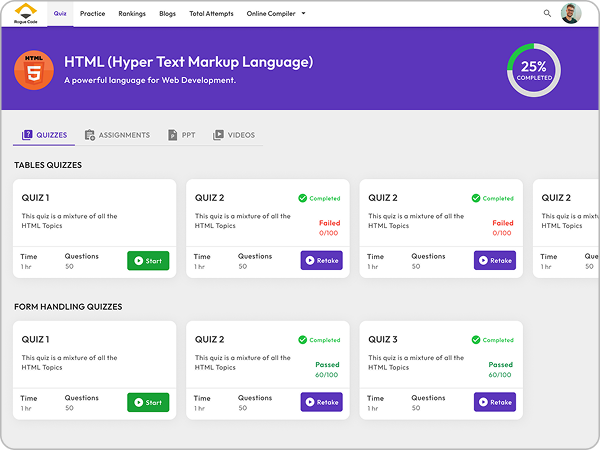 Rogue Code
Quiz
Practice
Rankings
Blogs
Total Attempts
Online Compiler
HTML
5
HTML (Hyper Text Markup Language)
A powerful language for Web Development.
25%
COMPLETED
QUIZZES
ASSIGNMENTS
PPT
VIDEOS
TABLES QUIZZES
QUIZ 1
This quiz is a mixture of all the
HTML Topics
Time
1 hr
Questions
50
Start
QUIZ 2
Completed
This quiz is a mixture of all the
HTML Topics
Failed
0/100
Time
1 hr
Questions
50
Retake
QUIZ 2
Completed
This quiz is a mixture of all the
HTML Topics
Failed
0/100
Time
1 hr
Questions
50
Retake
QUIZ 2
This quiz is a m
HTML Topics
Time
1 hr
Quest
50
FORM HANDLING QUIZZES
QUIZ 1
This quiz is a mixture of all the
HTML Topics
Time
1 hr
Questions
50
Start
QUIZ 2
Completed
This quiz is a mixture of all the
HTML Topics
Passed
60/100
Time
1 hr
Questions
50
Retake
QUIZ 3
Completed
This quiz is a mixture of all the
HTML Topics
Passed
60/100
Time
1 hr
Questions
50
Retake